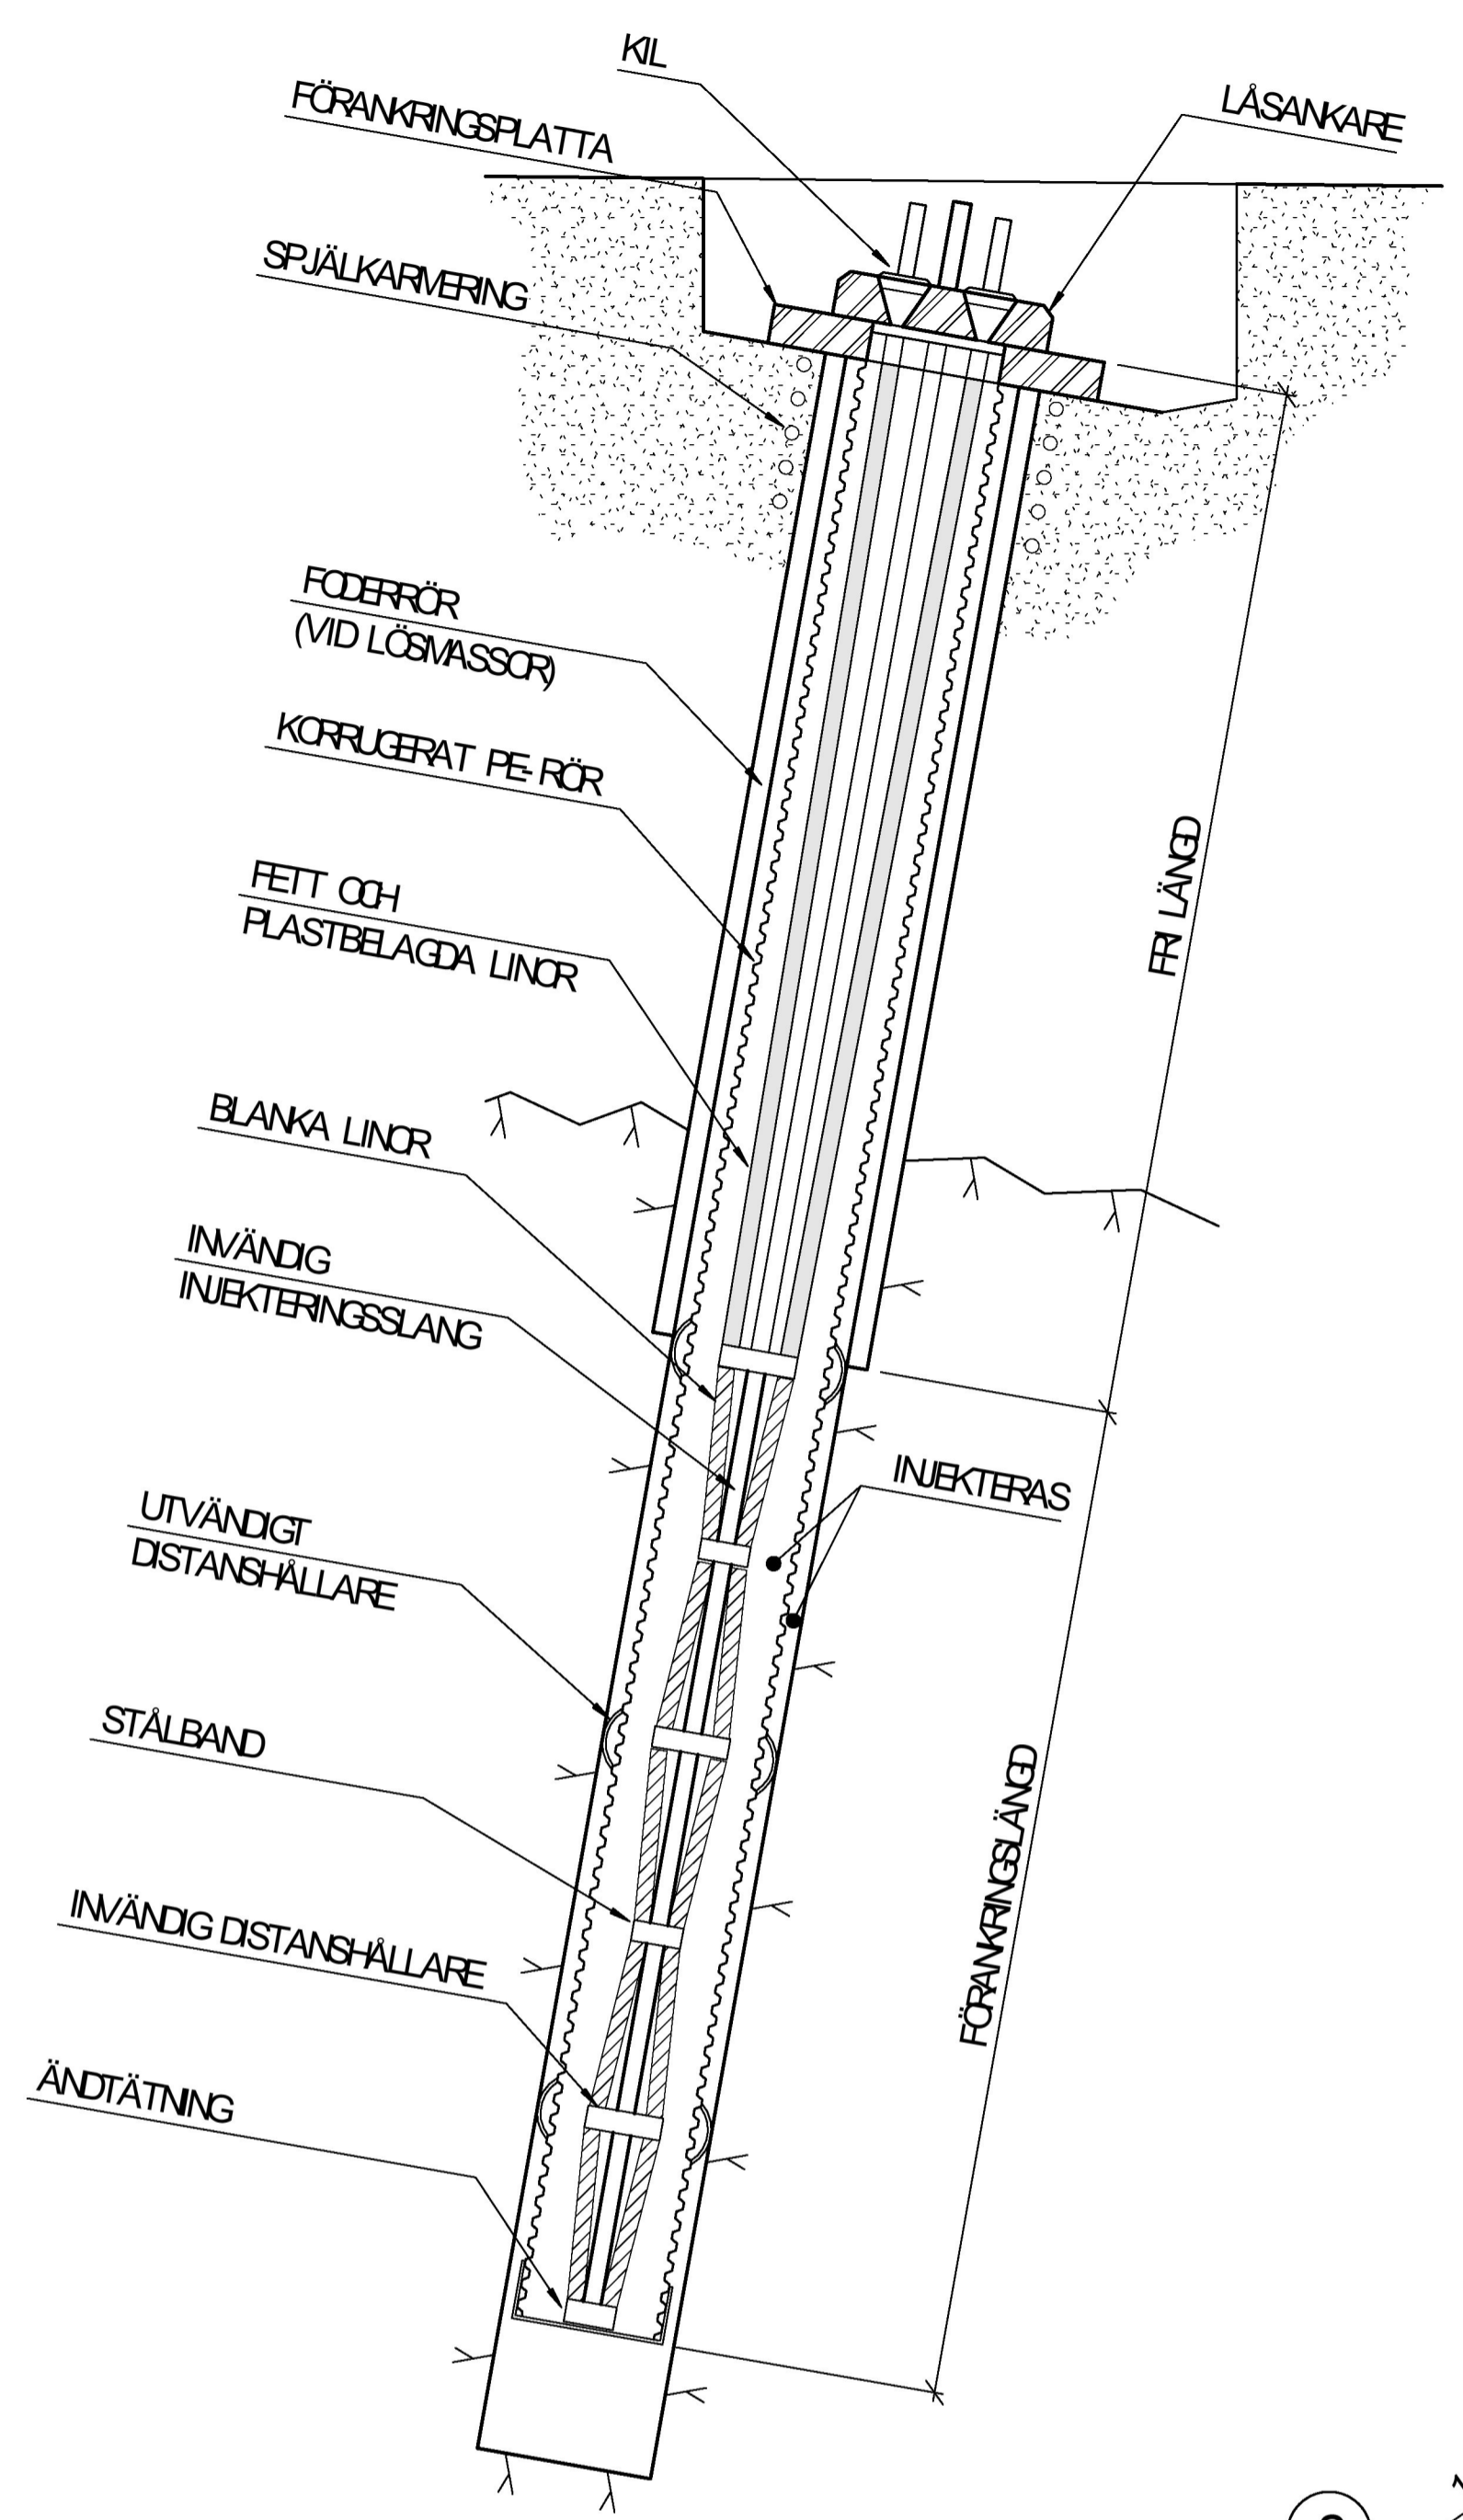 KIL
LÅSANKARE
FÖRANKRINGSPLATTA
SPJÄLKARMERING
FODERRÖR
(VID LÖSMASSOR)
KORRUGERAT PE-RÖR
FETT OCH
PLASTBELAGDA LINOR
FRI LÄNGD
BLANKA LINOR
INVÄNDIG
INJEKTERINGSSLANG
INJEKTERAS
UTVÄNDIGT
DISTANSHÅLLARE
STÅLBAND
FÖRANKRINGSLÄNGD
INVÄNDIG DISTANSHÅLLARE
ÄNDTÄTNING